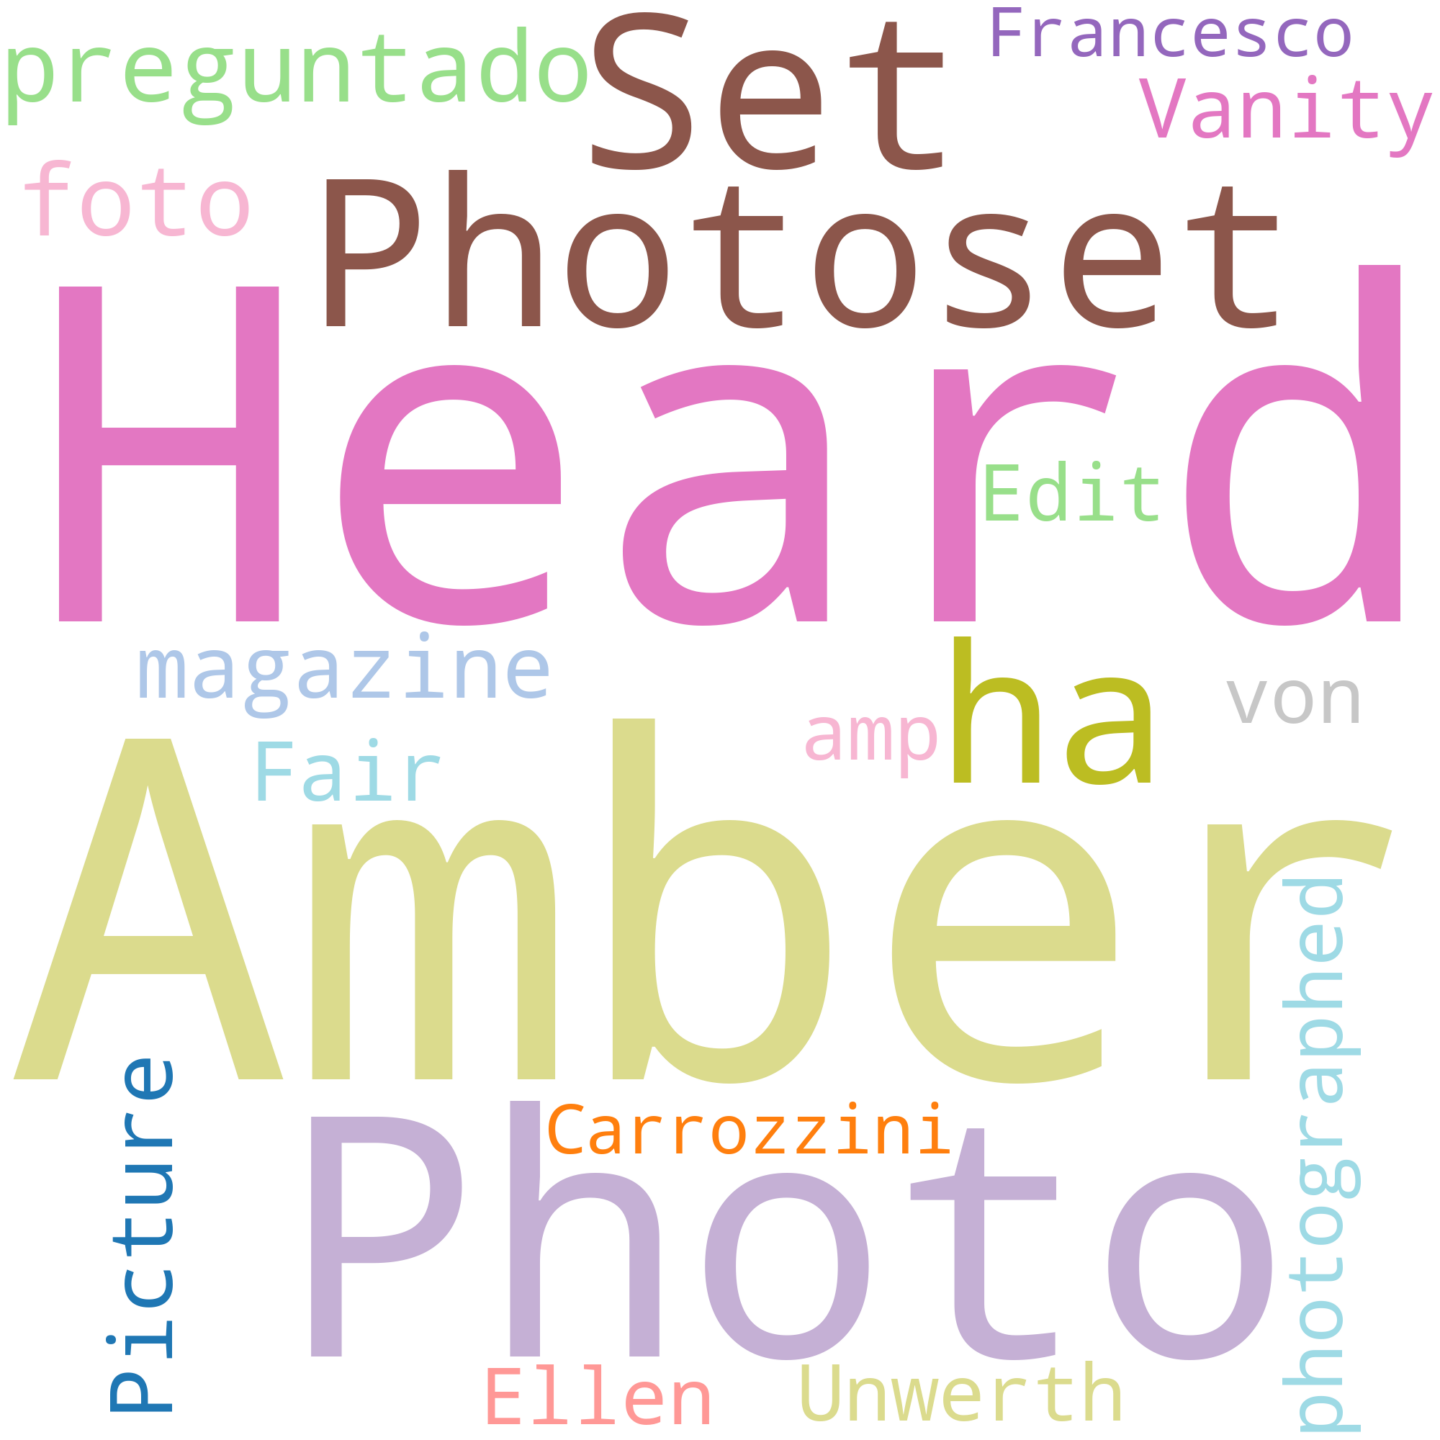 preguntado
Set
Francesco
Vanity
foto
Photoset
Heard
Edit
magazine
ha
von
amp
Fair
Amber
photographed
Picture
Carrozzini
Photo
Ellen
Unwerth